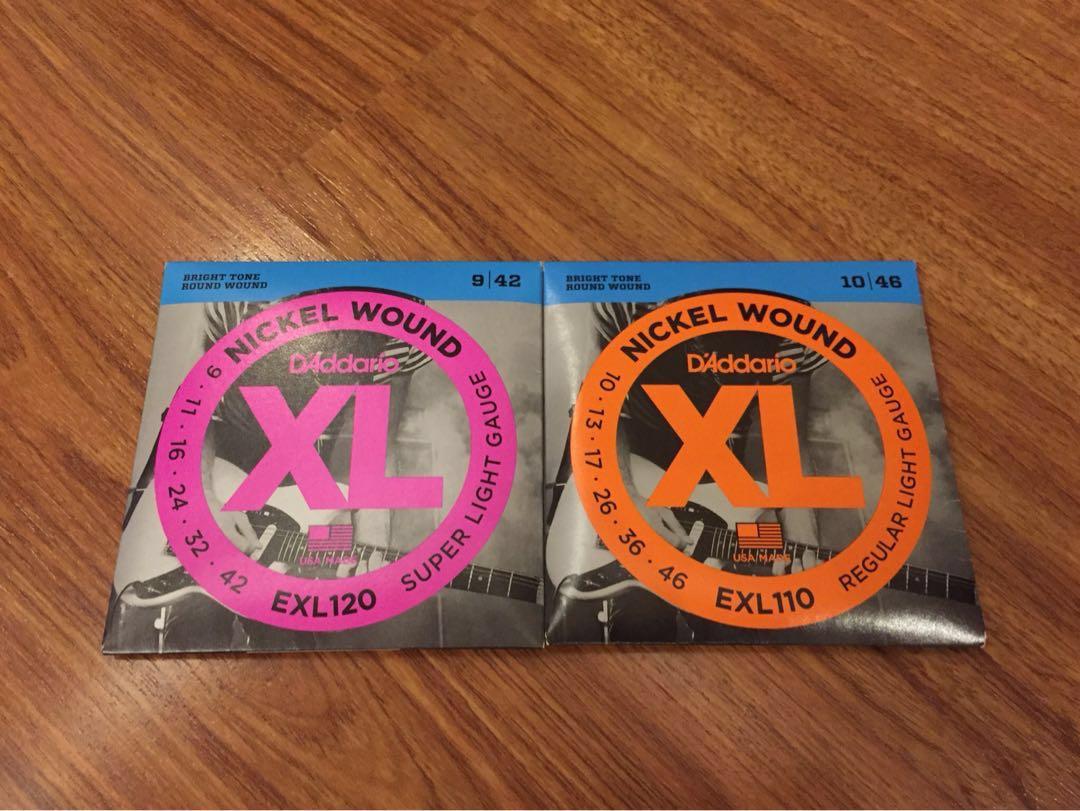 BRIGHT TONE
ROUND WOUND
9|42
NICKEL WOUND
D'Addario
XL
USA MADE
9 · 11 · 16 · 24 · 32 · 42
EXL120
SUPER LIGHT GAUGE
BRIGHT TONE
ROUND WOUND
10|46
NICKEL WOUND
D'Addario
XL
USA MADE
10 · 13 · 17 · 26 · 36 · 46
EXL110
REGULAR LIGHT GAUGE